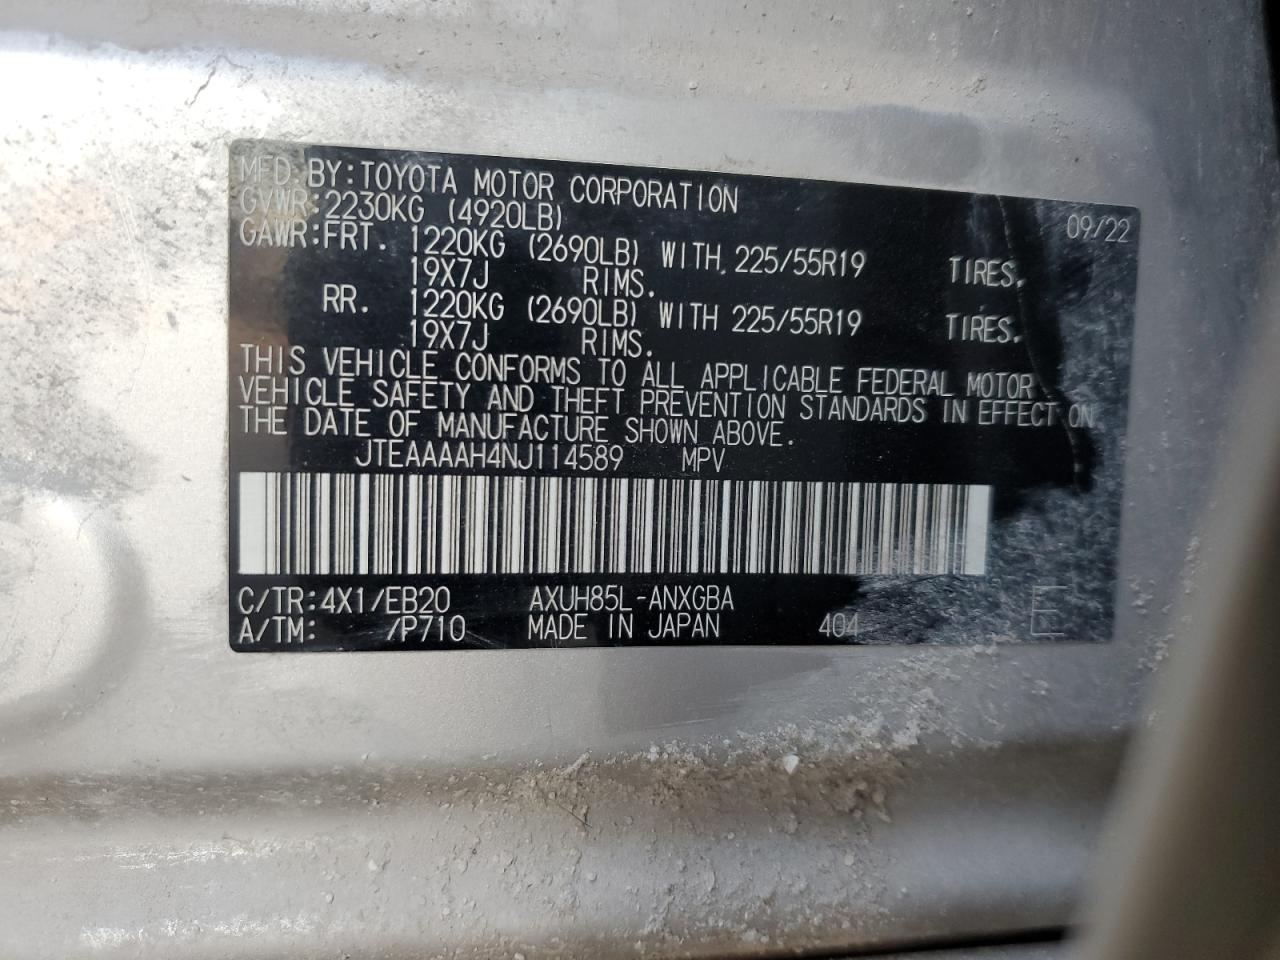 MFD. BY:TOYOTA MOTOR CORPORATION 09/22
GVWR:2230KG (4920LB)
GAWR:FRT. 1220KG (2690LB) WITH 225/55R19 TIRES.
19X7J RIMS.
RR. 1220KG (2690LB) WITH 225/55R19 TIRES.
19X7J RIMS.
THIS VEHICLE CONFORMS TO ALL APPLICABLE FEDERAL MOTOR
VEHICLE SAFETY AND THEFT PREVENTION STANDARDS IN EFFECT ON
THE DATE OF MANUFACTURE SHOWN ABOVE.
JTEAAAAH4NJ114589 MPV
C/TR:4X1/EB20 AXUH85L-ANXGBA
A/TM: /P710 MADE IN JAPAN 404 E